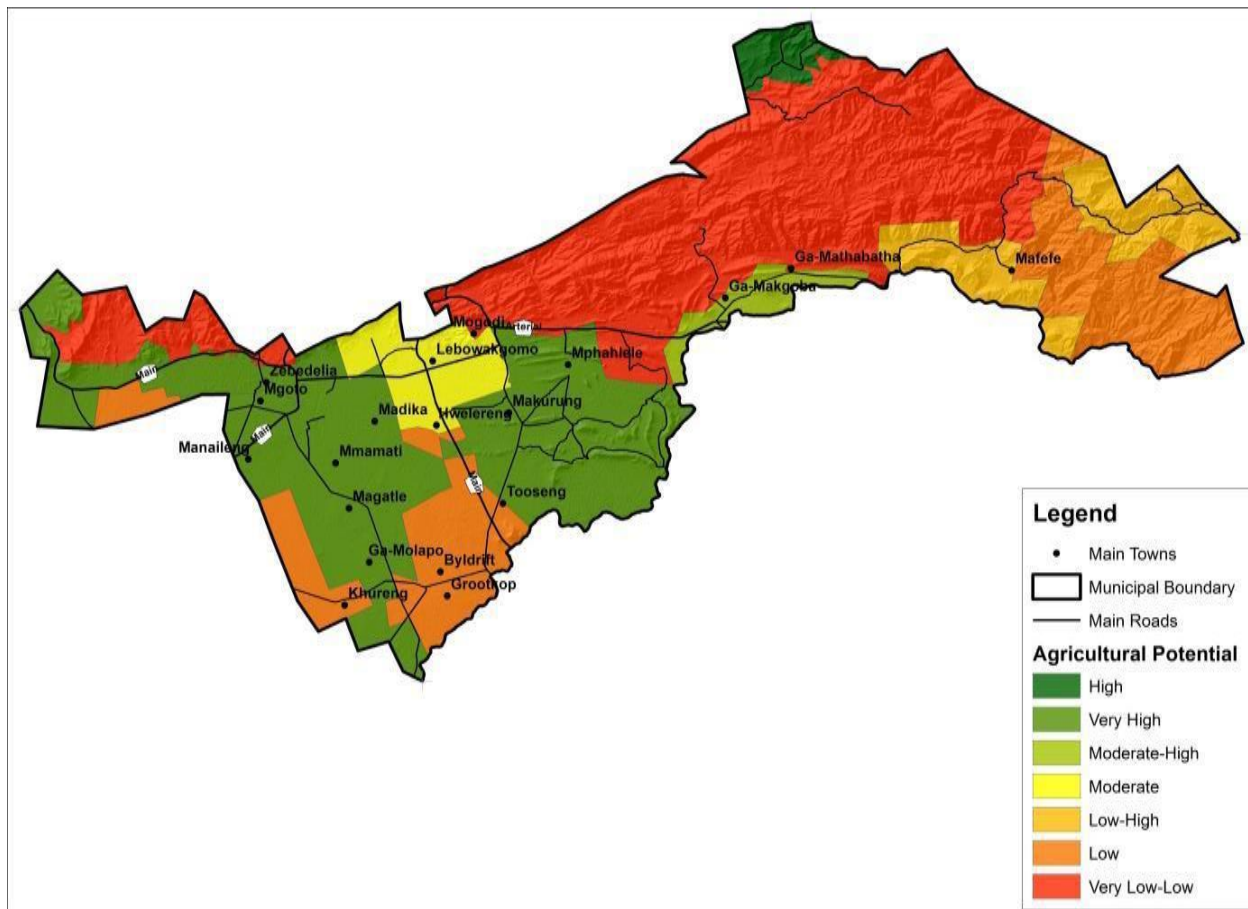 Ga-Mathabatha
Mafefe
Ga-Makgoba
Mogodi
Arterial
Lebowakgomo
Mphahlele
Main
Zebedelia
Mgoto
Makurung
Madika
Hwelereng
Main
Manaileng
Mmamati
Main
Tooseng
Magatle
Ga-Molapo
Byldrift
Khureng
Grootkop
Legend
Main Towns
Municipal Boundary
Main Roads
Agricultural Potential
High
Very High
Moderate-High
Moderate
Low-High
Low
Very Low-Low